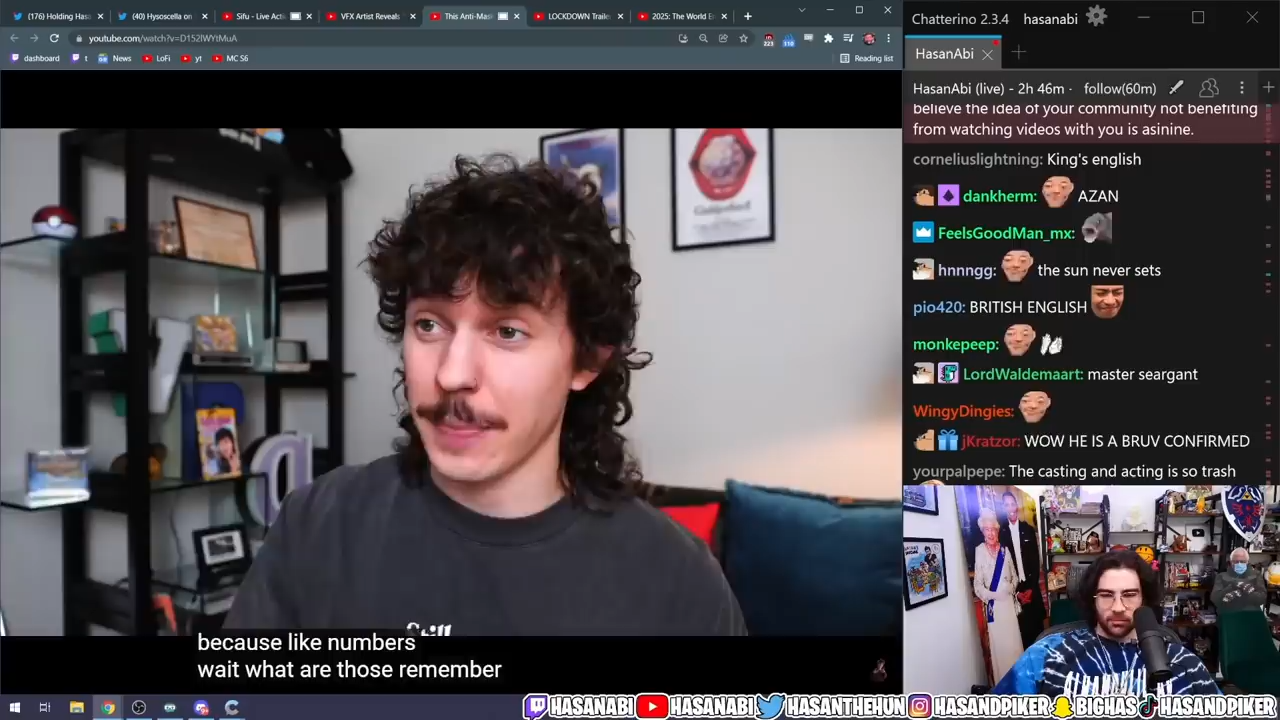 (176) Holding Hasa
(40) Hysoscella on
Sifu - Live Acti
VFX Artist Reveals
This Anti-Mas
LOCKDOWN Traile
2025: The World E
youtube.com/watch?v=D152lWYtMuA
dashboard
t
News
LoFi
yt
MC S6
Reading list
because like numbers
wait what are those remember
Chatterino 2.3.4
hasanabi
HasanAbi
HasanAbi (live) - 2h 46m - follow(60m)
believe the idea of your community not benefiting
from watching videos with you is asinine.
corneliuslightning: King's english
dankherm: AZAN
FeelsGoodMan_mx:
hnnngg: the sun never sets
pio420: BRITISH ENGLISH
monkepeep:
LordWaldemaart: master seargant
WingyDingies:
jKratzor: WOW HE IS A BRUV CONFIRMED
yourpalpepe: The casting and acting is so trash
HASANABI HASANABI HASANTHEHUN HASANDPIKER BIGHAS HASANDPIKER